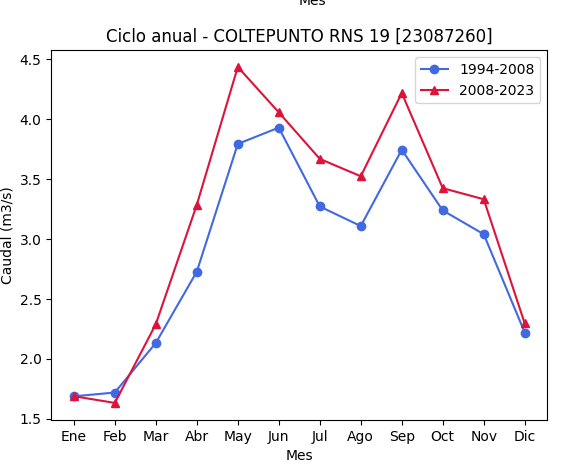 Mes
Ciclo anual - COLTEPUNTO RNS 19 [23087260]
1994-2008
2008-2023
Caudal (m3/s)
4.5
4.0
3.5
3.0
2.5
2.0
1.5
Ene Feb Mar Abr May Jun Jul Ago Sep Oct Nov Dic
Mes